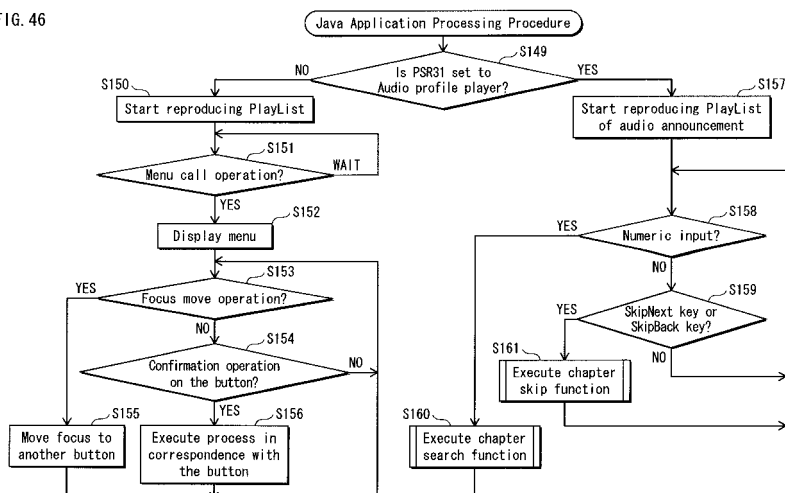 FIG. 46
Java Application Processing Procedure
S149
Is PSR31 set to
Audio profile player?
NO
YES
S150
Start reproducing PlayList
S157
Start reproducing PlayList
of audio announcement
S151
Menu call operation?
WAIT
YES
S152
Display menu
S158
Numeric input?
YES
NO
S153
Focus move operation?
YES
NO
S159
SkipNext key or
SkipBack key?
YES
NO
S154
Confirmation operation
on the button?
NO
YES
S161
Execute chapter
skip function
S155
Move focus to
another button
S156
Execute process in
correspondence with
the button
S160
Execute chapter
search function